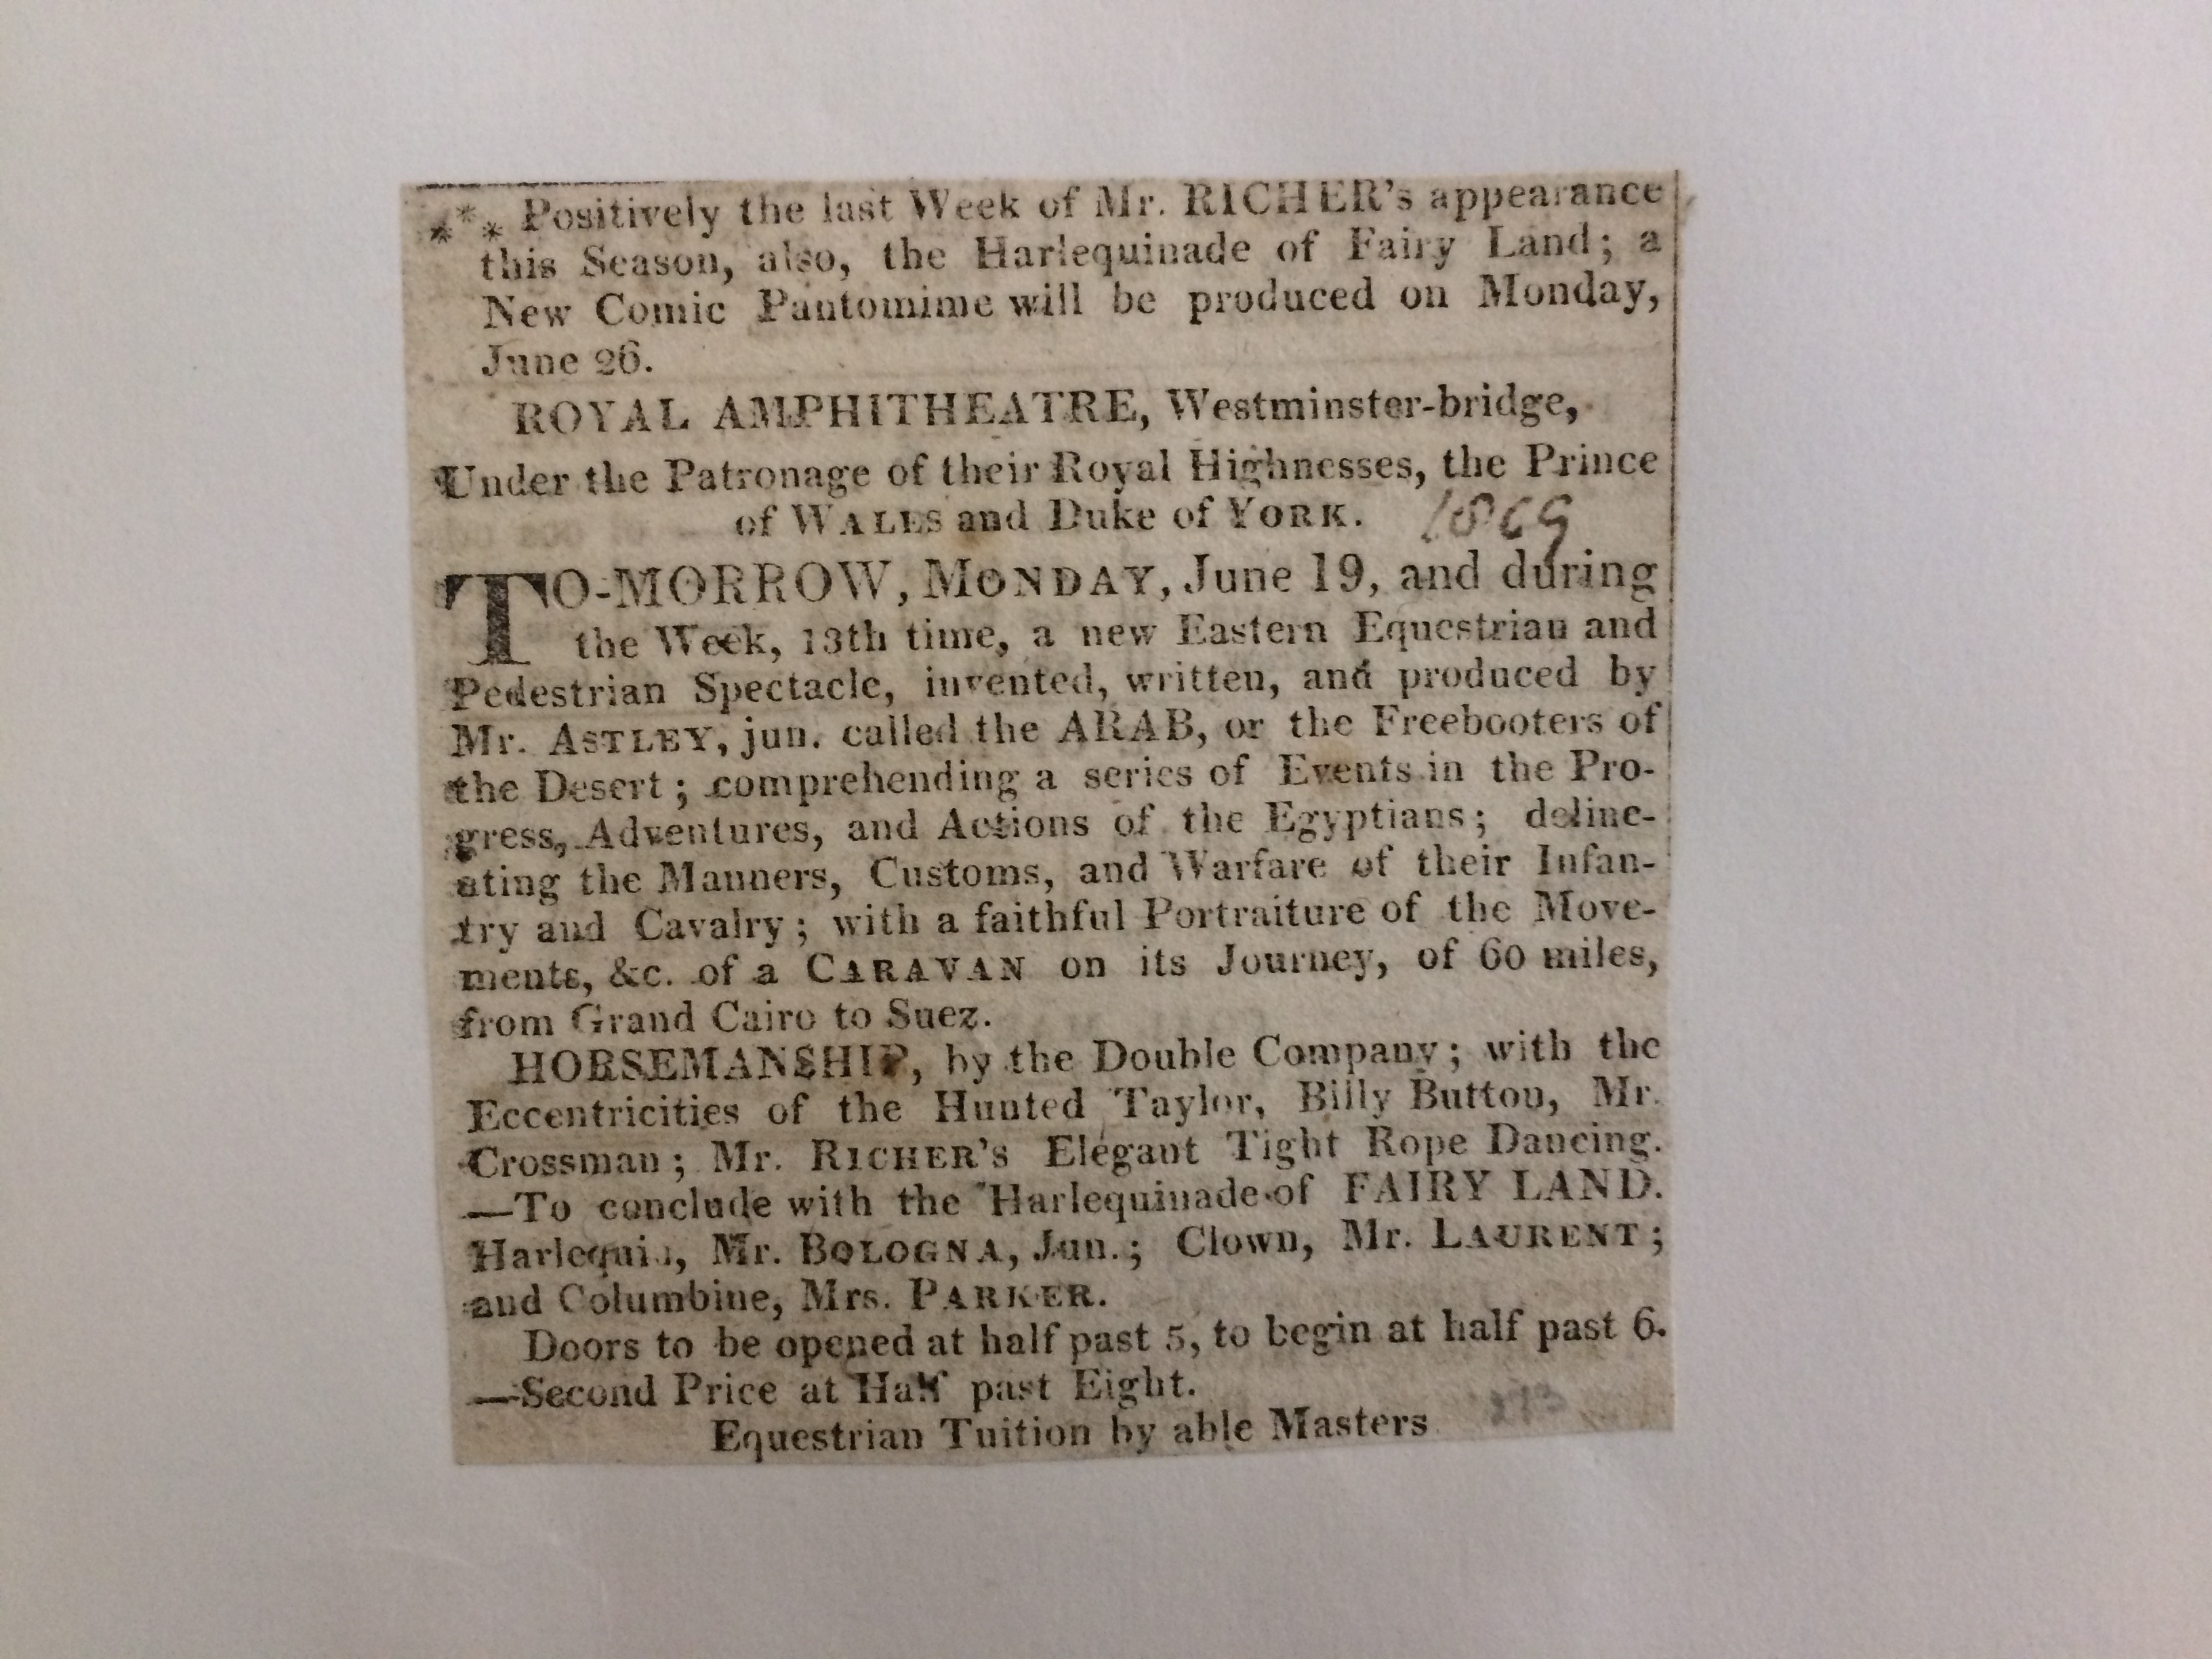 ⁂ Positively the last Week of Mr. RICHER's appearance
this Season, also, the Harlequinade of Fairy Land; a
New Comic Pantomime will be produced on Monday,
June 26.
ROYAL AMPHITHEATRE, Westminster-bridge,
Under the Patronage of their Royal Highnesses, the Prince
of WALES and Duke of YORK.
1809
TO-MORROW, MONDAY, June 19, and during
the Week, 13th time, a new Eastern Equestrian and
Pedestrian Spectacle, invented, written, and produced by
Mr. ASTLEY, jun. called the ARAB, or the Freebooters of
the Desert; comprehending a series of Events in the Pro-
gress, Adventures, and Actions of the Egyptians; deline-
ating the Manners, Customs, and Warfare of their Infan-
try and Cavalry; with a faithful Portraiture of the Move-
ments, &c. of a CARAVAN on its Journey, of 60 miles,
from Grand Cairo to Suez.
HORSEMANSHIP, by the Double Company; with the
Eccentricities of the Hunted Taylor, Billy Button, Mr.
Crossman; Mr. RICHER's Elegant Tight Rope Dancing.
—To conclude with the Harlequinade of FAIRY LAND.
Harlequin, Mr. BOLOGNA, Jun.; Clown, Mr. LAURENT;
and Columbine, Mrs. PARKER.
Doors to be opened at half past 5, to begin at half past 6.
—Second Price at Half past Eight.
Equestrian Tuition by able Masters